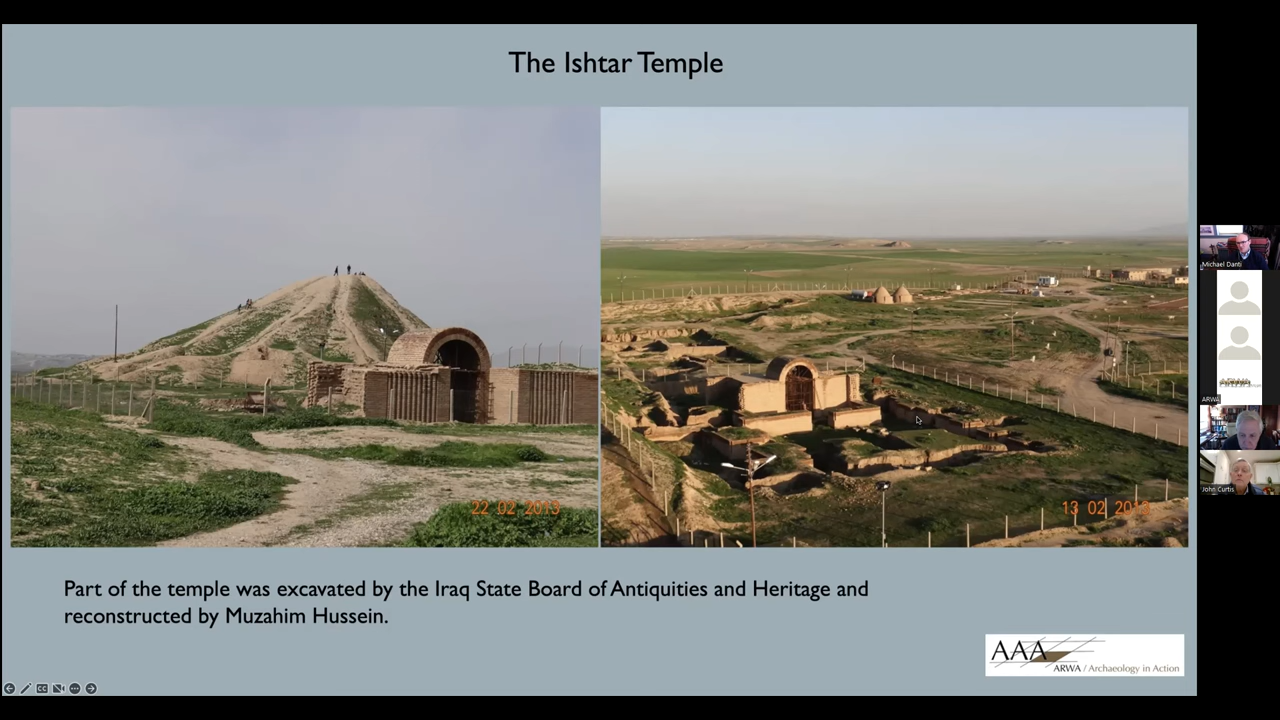 The Ishtar Temple
22 02 2013
13 02 2013
Part of the temple was excavated by the Iraq State Board of Antiquities and Heritage and
reconstructed by Muzahim Hussein.
AAA
ARWA / Archaeology in Action
Michael Danti
ARWA
John Curtis
CC